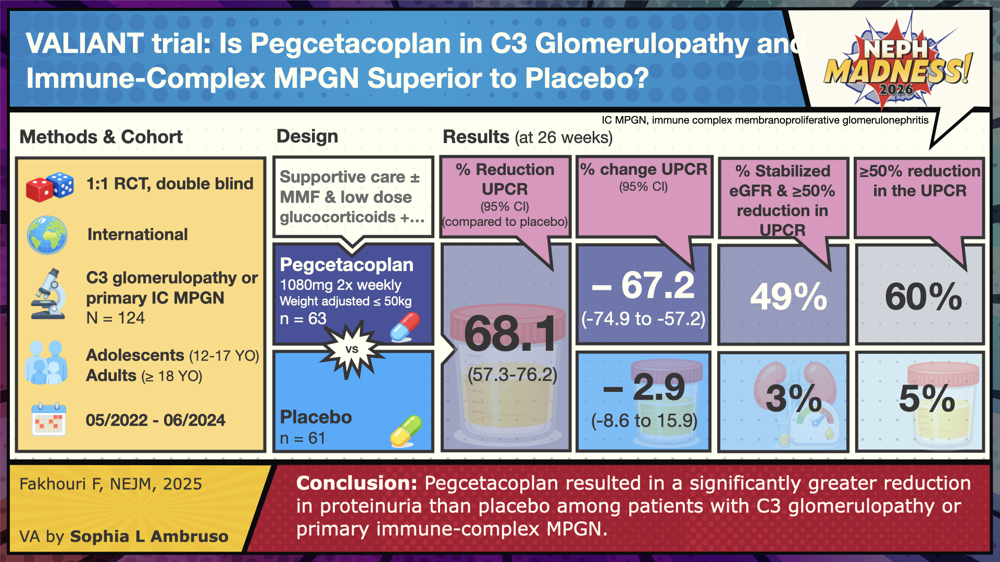 VALIANT trial: Is Pegcetacoplan in C3 Glomerulopathy and
Immune-Complex MPGN Superior to Placebo?
NEPH
MADNESS!
2026
IC MPGN, immune complex membranoproliferative glomerulonephritis
Methods & Cohort
1:1 RCT, double blind
International
C3 glomerulopathy or
primary IC MPGN
N = 124
Adolescents (12-17 YO)
Adults (≥ 18 YO)
05/2022 - 06/2024
Design
Supportive care ±
MMF & low dose
glucocorticoids +...
Pegcetacoplan
1080mg 2x weekly
Weight adjusted ≤ 50kg
n = 63
vs
Placebo
n = 61
Results (at 26 weeks)
% Reduction
UPCR
(95% CI)
(compared to placebo)
68.1
(57.3-76.2)
% change UPCR
(95% CI)
– 67.2
(-74.9 to -57.2)
– 2.9
(-8.6 to 15.9)
% Stabilized
eGFR & ≥50%
reduction in
UPCR
49%
3%
≥50% reduction
in the UPCR
60%
5%
Fakhouri F, NEJM, 2025
VA by Sophia L Ambruso
Conclusion: Pegcetacoplan resulted in a significantly greater reduction
in proteinuria than placebo among patients with C3 glomerulopathy or
primary immune-complex MPGN.